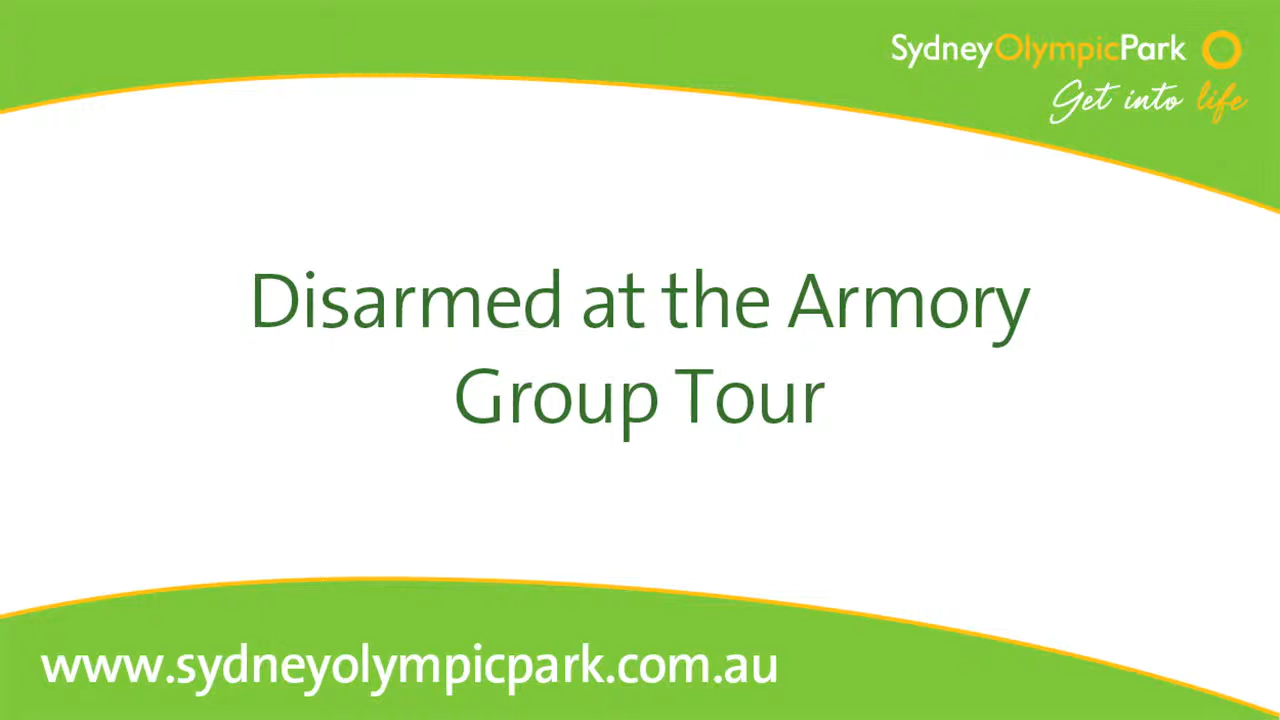 SydneyOlympicPark
Get into life
Disarmed at the Armory
Group Tour
www.sydneyolympicpark.com.au